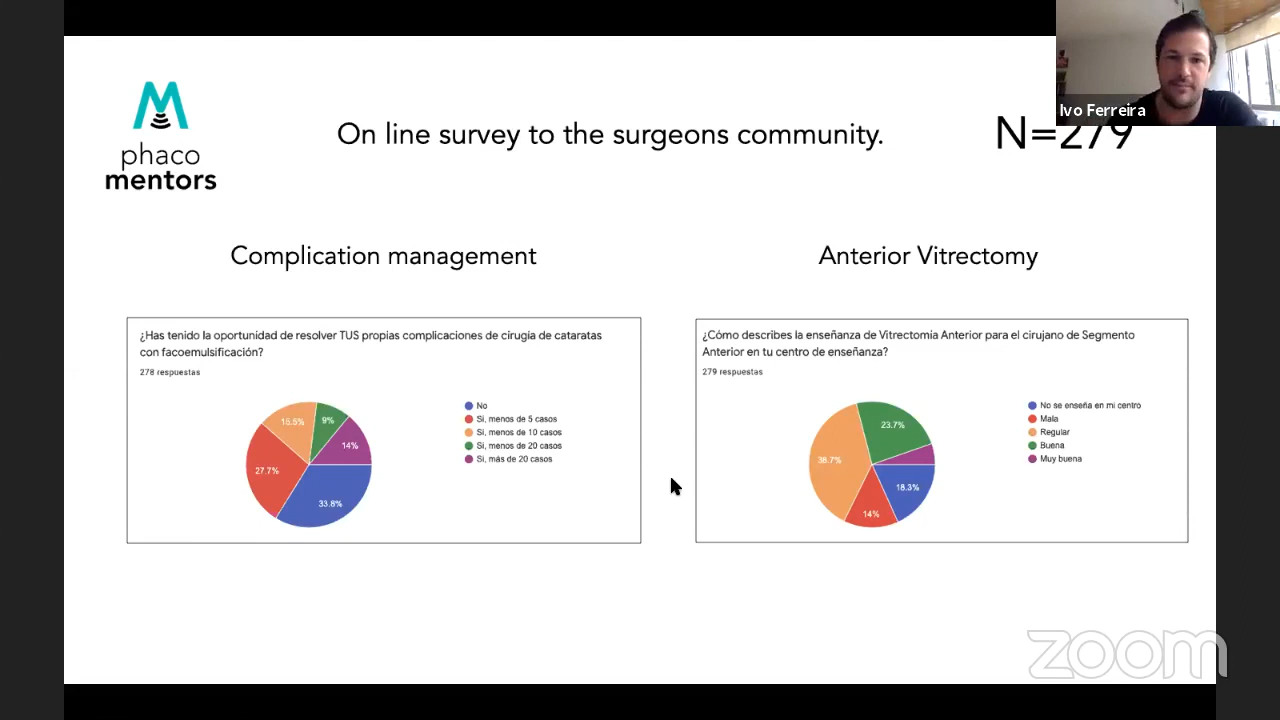 Ivo Ferreira
On line survey to the surgeons community.
N=279
phaco
mentors
Complication management
Anterior Vitrectomy
¿Has tenido la oportunidad de resolver TUS propias complicaciones de cirugía de cataratas
con facoemulsificación?
278 respuestas
15.5%
9%
14%
27.7%
33.8%
No
Si, menos de 5 casos
Si, menos de 10 casos
Si, menos de 20 casos
Si, más de 20 casos
¿Cómo describes la enseñanza de Vitrectomía Anterior para el cirujano de Segmento
Anterior en tu centro de enseñanza?
279 respuestas
23.7%
38.7%
18.3%
14%
No se enseña en mi centro
Mala
Regular
Buena
Muy buena
zoom